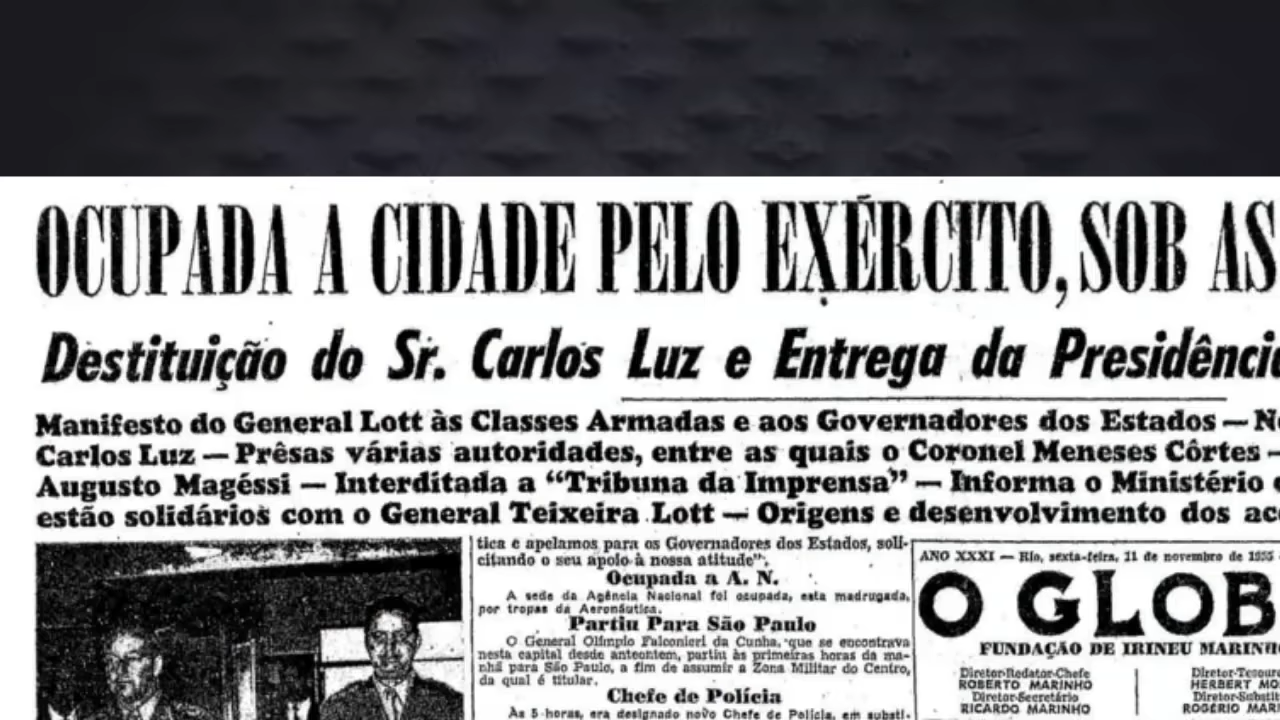 OCUPADA A CIDADE PELO EXÉRCITO, SOB AS
Destituição do Sr. Carlos Luz e Entrega da Presidência
Manifesto do General Lott às Classes Armadas e aos Governadores dos Estados — N
Carlos Luz — Prêsas várias autoridades, entre as quais o Coronel Meneses Côrtes —
Augusto Magéssi — Interditada a “Tribuna da Imprensa” — Informa o Ministério
estão solidários com o General Teixeira Lott — Origens e desenvolvimento dos
tica e apelamos para os Governadores dos Estados, soli-
citando o seu apoio à nossa atitude”.
Ocupada a A. N.
A sede da Agência Nacional foi ocupada, esta madrugada,
por tropas da Aeronáutica.
Partiu Para São Paulo
O General Olímpio Falconieri da Cunha, que se encontrava
nesta capital desde anteontem, partiu às primeiras horas da ma-
nhã para São Paulo, a fim de assumir a Zona Militar do Centro,
da qual é titular.
Chefe de Polícia
Às 5 horas, era designado novo Chefe de Polícia, em substi-
ANO XXXI — Rio, sexta-feira, 11 de novembro de 1955
O GLOB
FUNDAÇÃO DE IRINEU MARINH
Diretor-Redator-Chefe
ROBERTO MARINHO
Diretor-Secretário
RICARDO MARINHO
Diretor-Tesour
HERBERT MO
Diretor-Substit
ROGÉRIO MAR